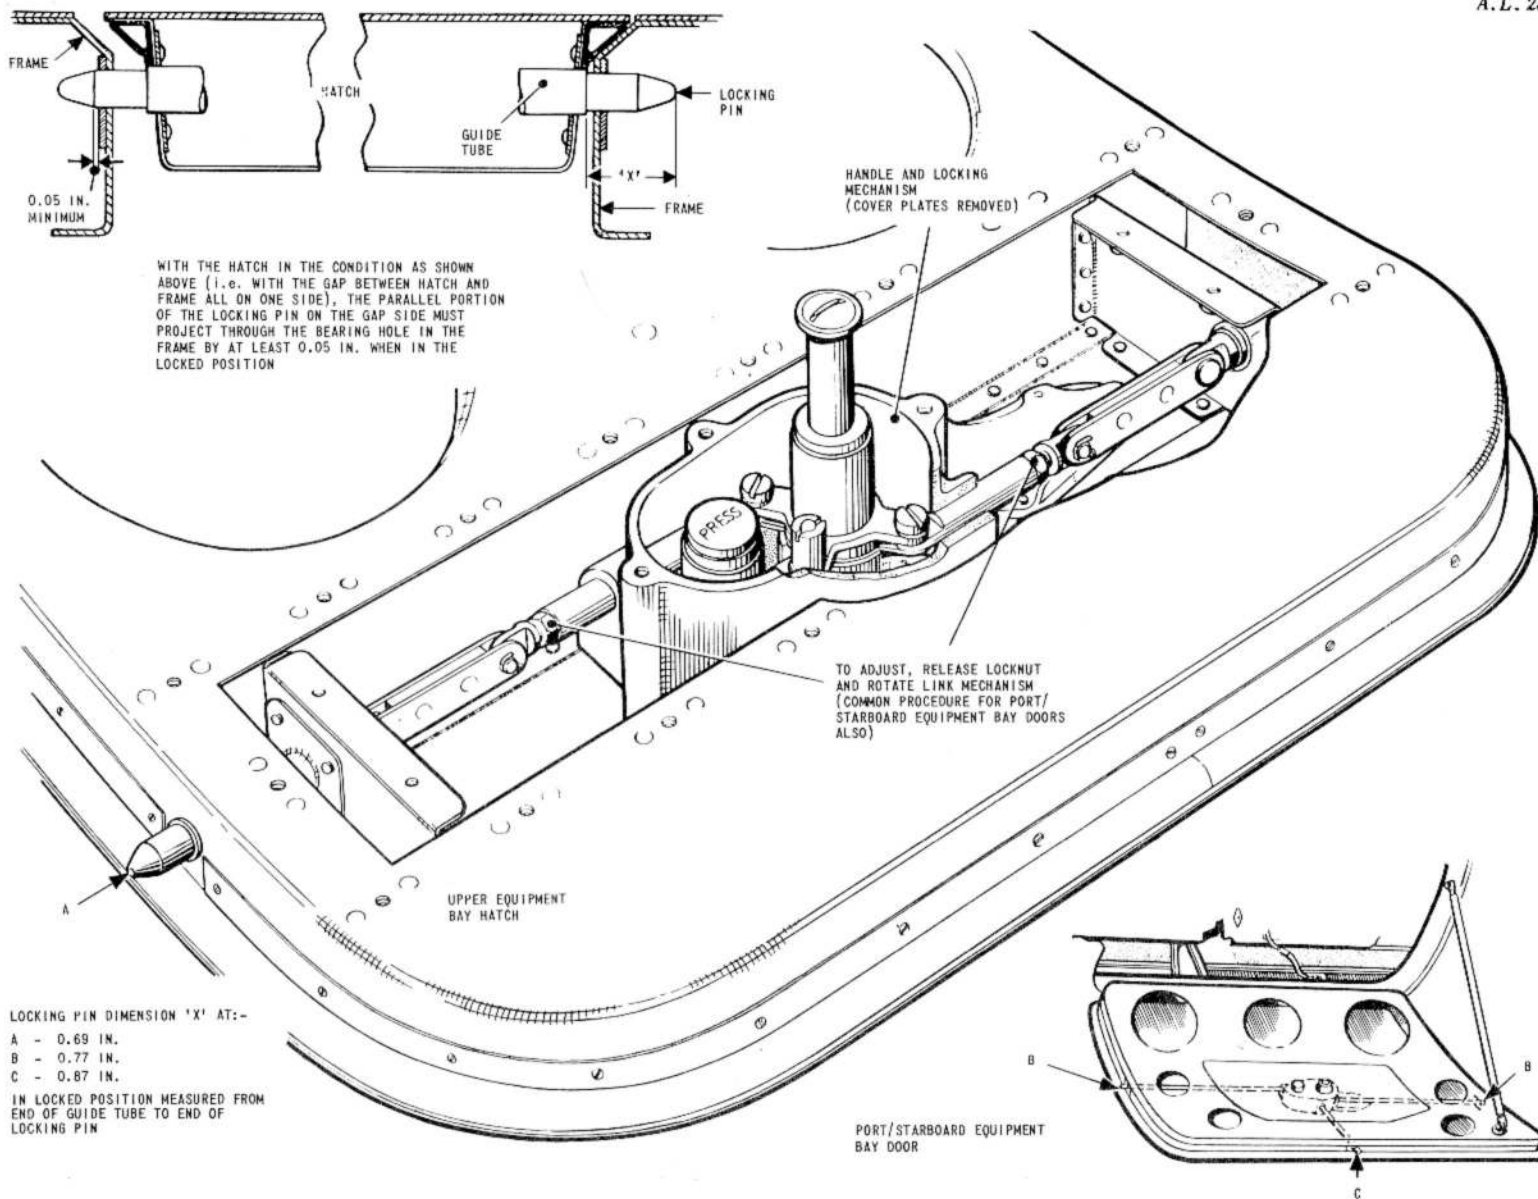 FRAME
HATCH
GUIDE
TUBE
LOCKING
PIN
'X'
FRAME
0.05 IN.
MINIMUM
WITH THE HATCH IN THE CONDITION AS SHOWN
ABOVE (i.e. WITH THE GAP BETWEEN HATCH AND
FRAME ALL ON ONE SIDE), THE PARALLEL PORTION
OF THE LOCKING PIN ON THE GAP SIDE MUST
PROJECT THROUGH THE BEARING HOLE IN THE
FRAME BY AT LEAST 0.05 IN. WHEN IN THE
LOCKED POSITION
HANDLE AND LOCKING
MECHANISM
(COVER PLATES REMOVED)
PRESS
TO ADJUST, RELEASE LOCKNUT
AND ROTATE LINK MECHANISM
(COMMON PROCEDURE FOR PORT/
STARBOARD EQUIPMENT BAY DOORS
ALSO)
A
UPPER EQUIPMENT
BAY HATCH
LOCKING PIN DIMENSION 'X' AT:-
A - 0.69 IN.
B - 0.77 IN.
C - 0.87 IN.
IN LOCKED POSITION MEASURED FROM
END OF GUIDE TUBE TO END OF
LOCKING PIN
B
B
PORT/STARBOARD EQUIPMENT
BAY DOOR
C